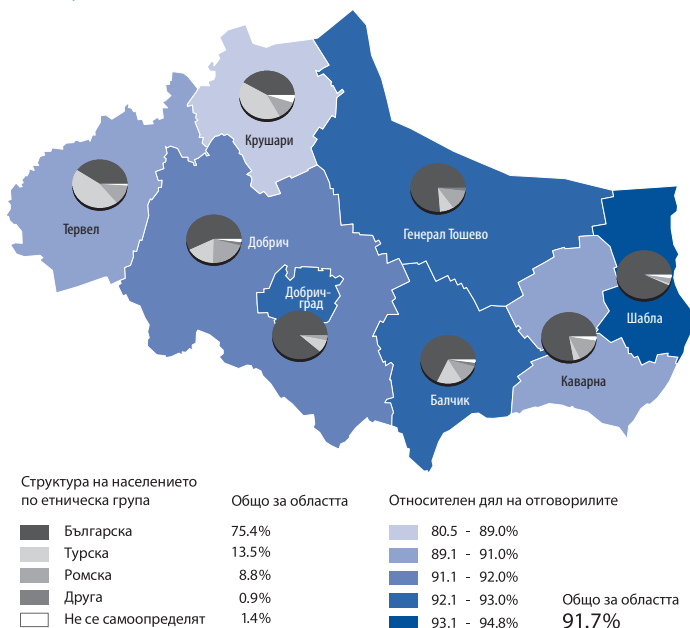 Крушари
Тервел
Добрич
Генерал Тошево
Добрич-
град
Шабла
Каварна
Балчик
Структура на населението
по етническа група
Общо за областта
Българска 75.4%
Турска 13.5%
Ромска 8.8%
Друга 0.9%
Не се самоопределят 1.4%
Относителен дял на отговорилите
80.5 - 89.0%
89.1 - 91.0%
91.1 - 92.0%
92.1 - 93.0%
93.1 - 94.8%
Общо за областта
91.7%